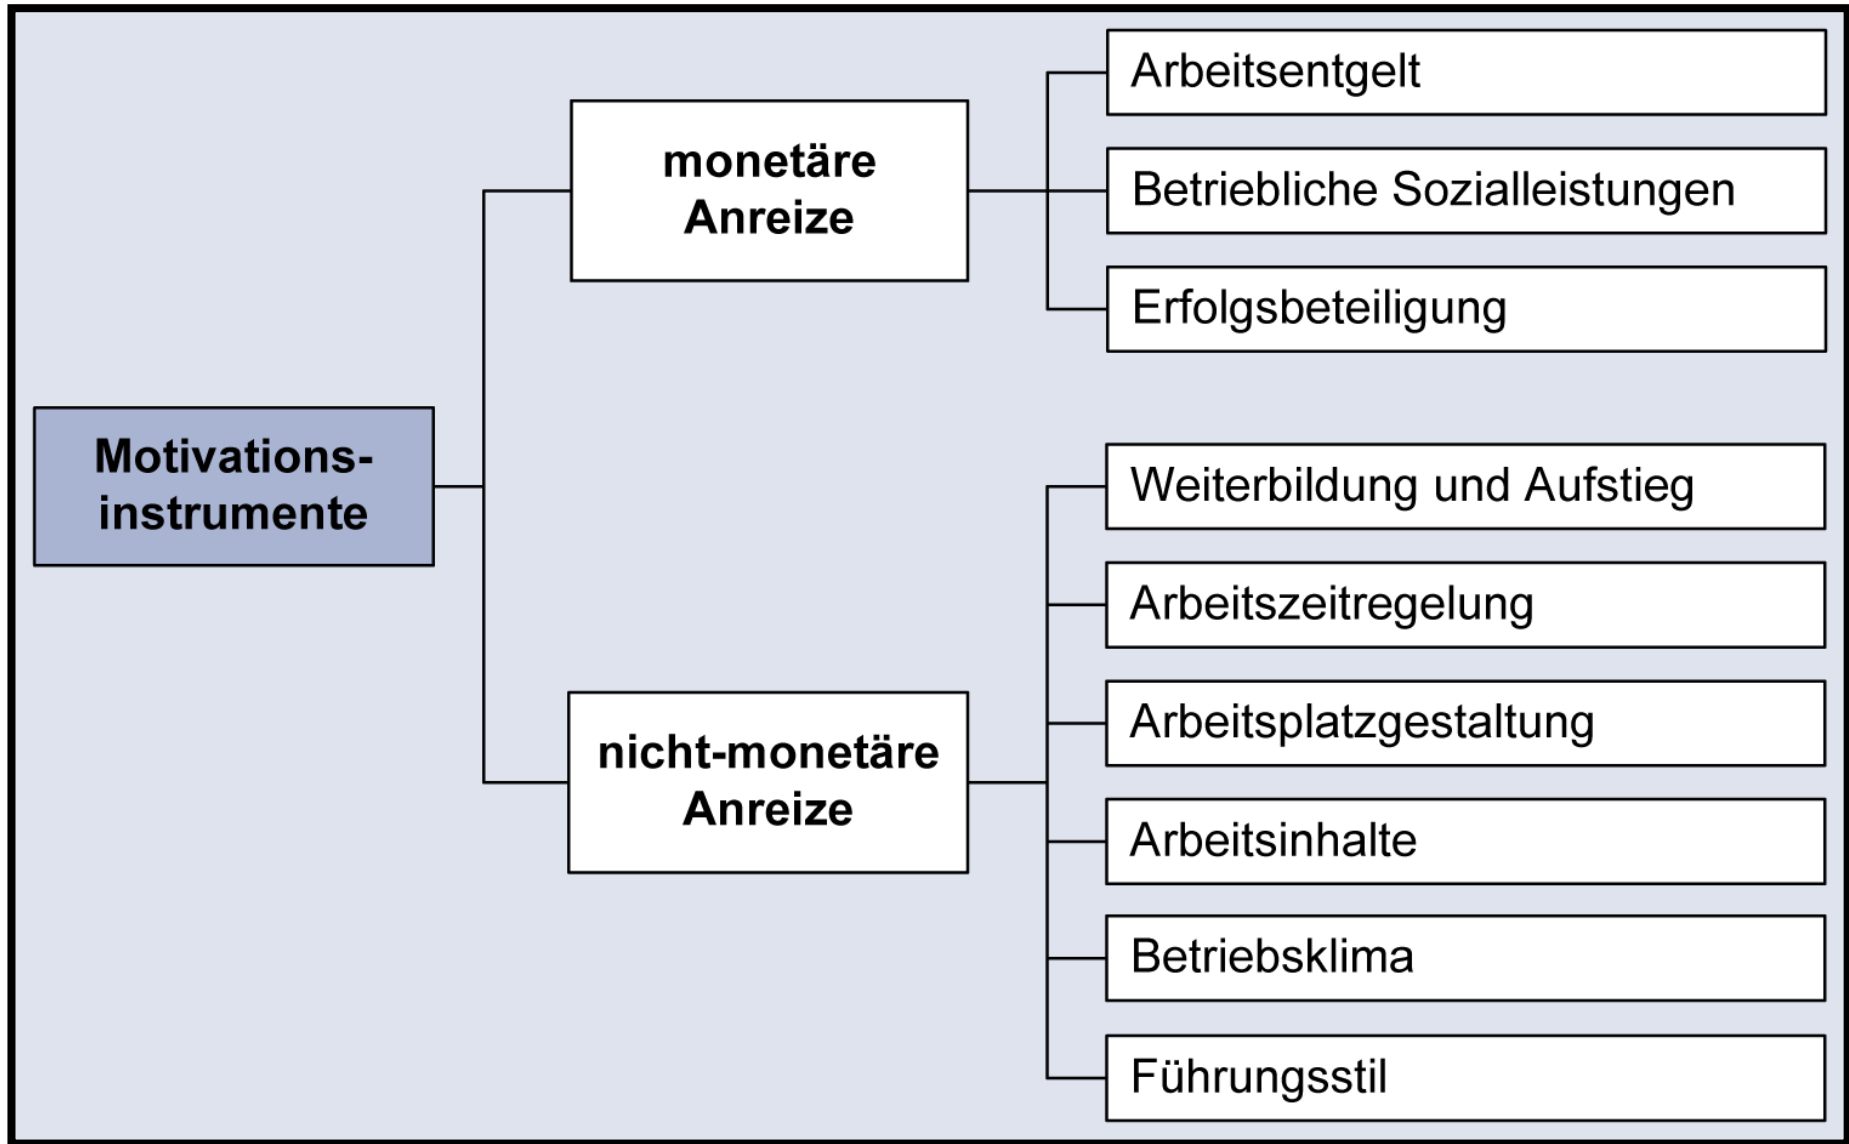 Motivations-
instrumente
monetäre
Anreize
Arbeitsentgelt
Betriebliche Sozialleistungen
Erfolgsbeteiligung
nicht-monetäre
Anreize
Weiterbildung und Aufstieg
Arbeitszeitregelung
Arbeitsplatzgestaltung
Arbeitsinhalte
Betriebsklima
Führungsstil